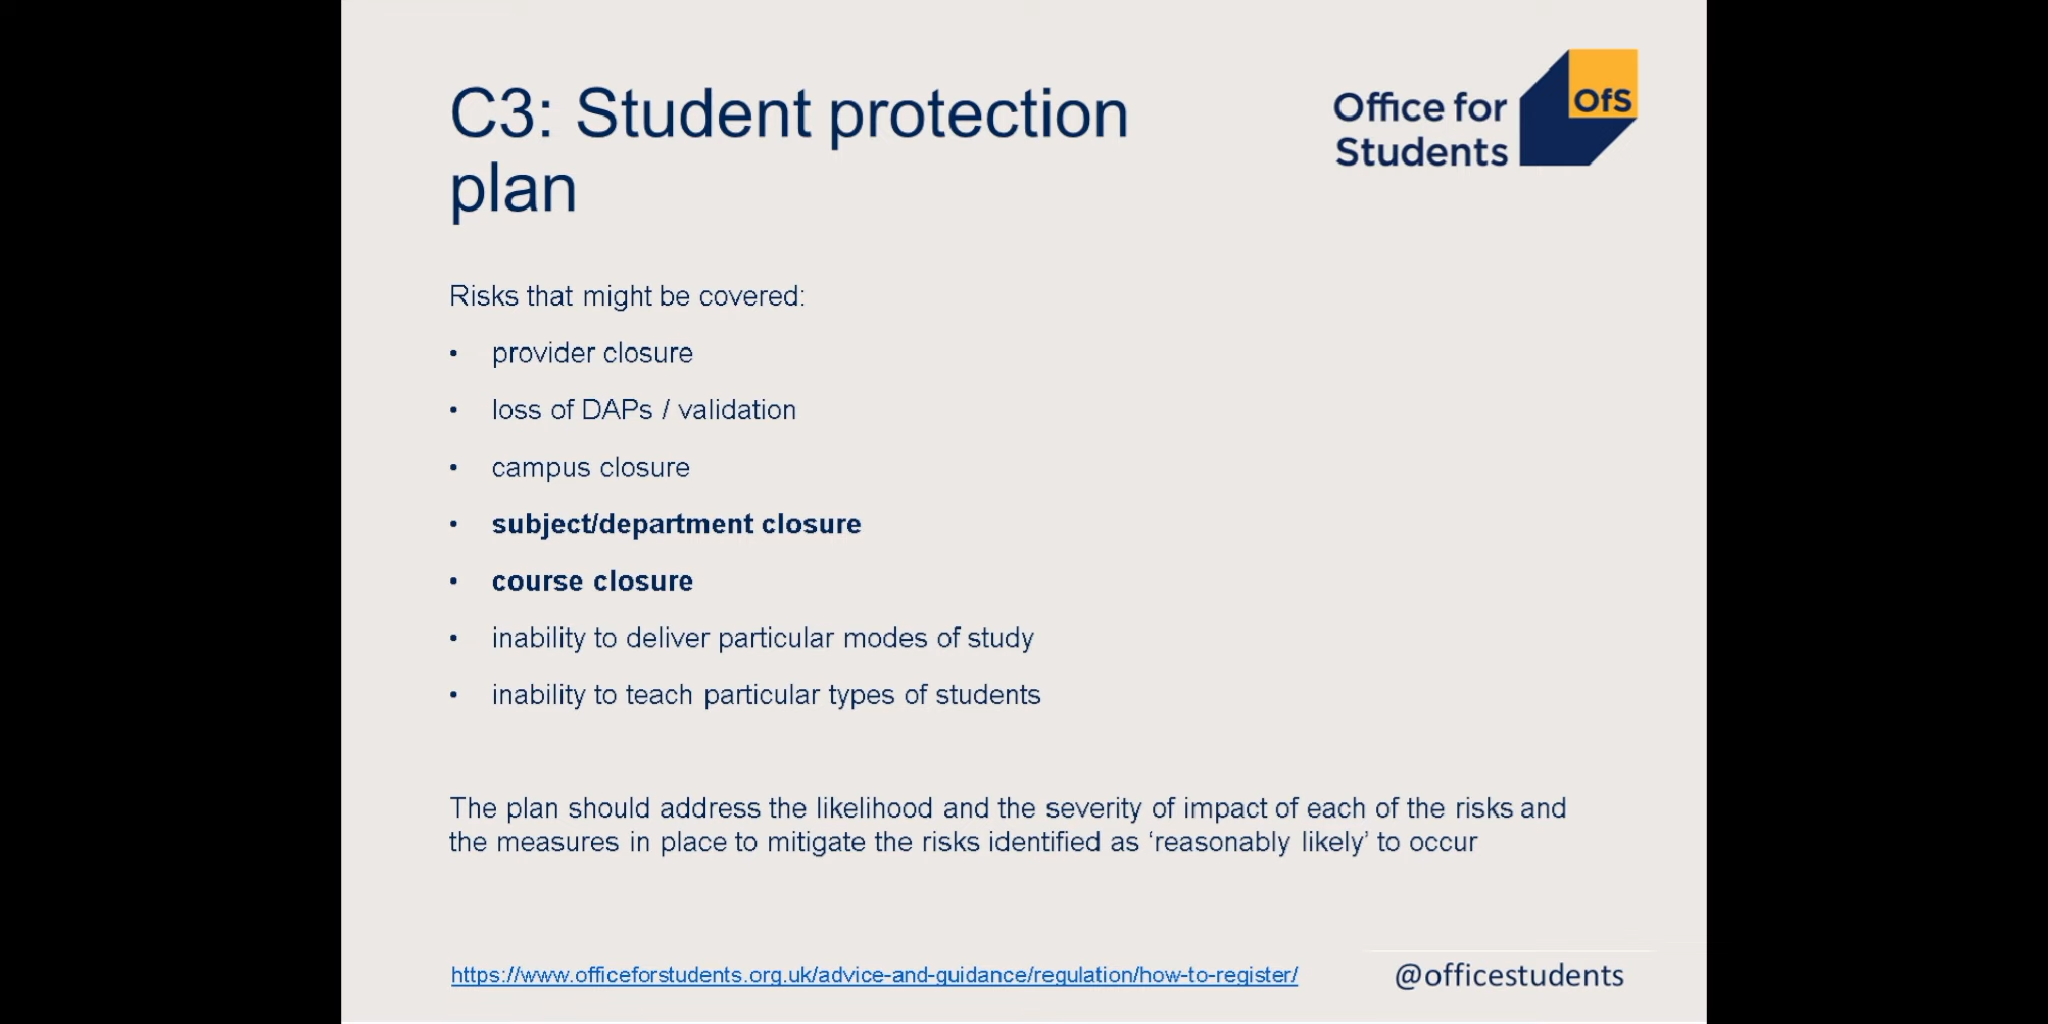 C3: Student protection
plan
Office for
Students
OfS
Risks that might be covered:
• provider closure
• loss of DAPs / validation
• campus closure
• subject/department closure
• course closure
• inability to deliver particular modes of study
• inability to teach particular types of students
The plan should address the likelihood and the severity of impact of each of the risks and
the measures in place to mitigate the risks identified as ‘reasonably likely’ to occur
https://www.officeforstudents.org.uk/advice-and-guidance/regulation/how-to-register/
@officestudents